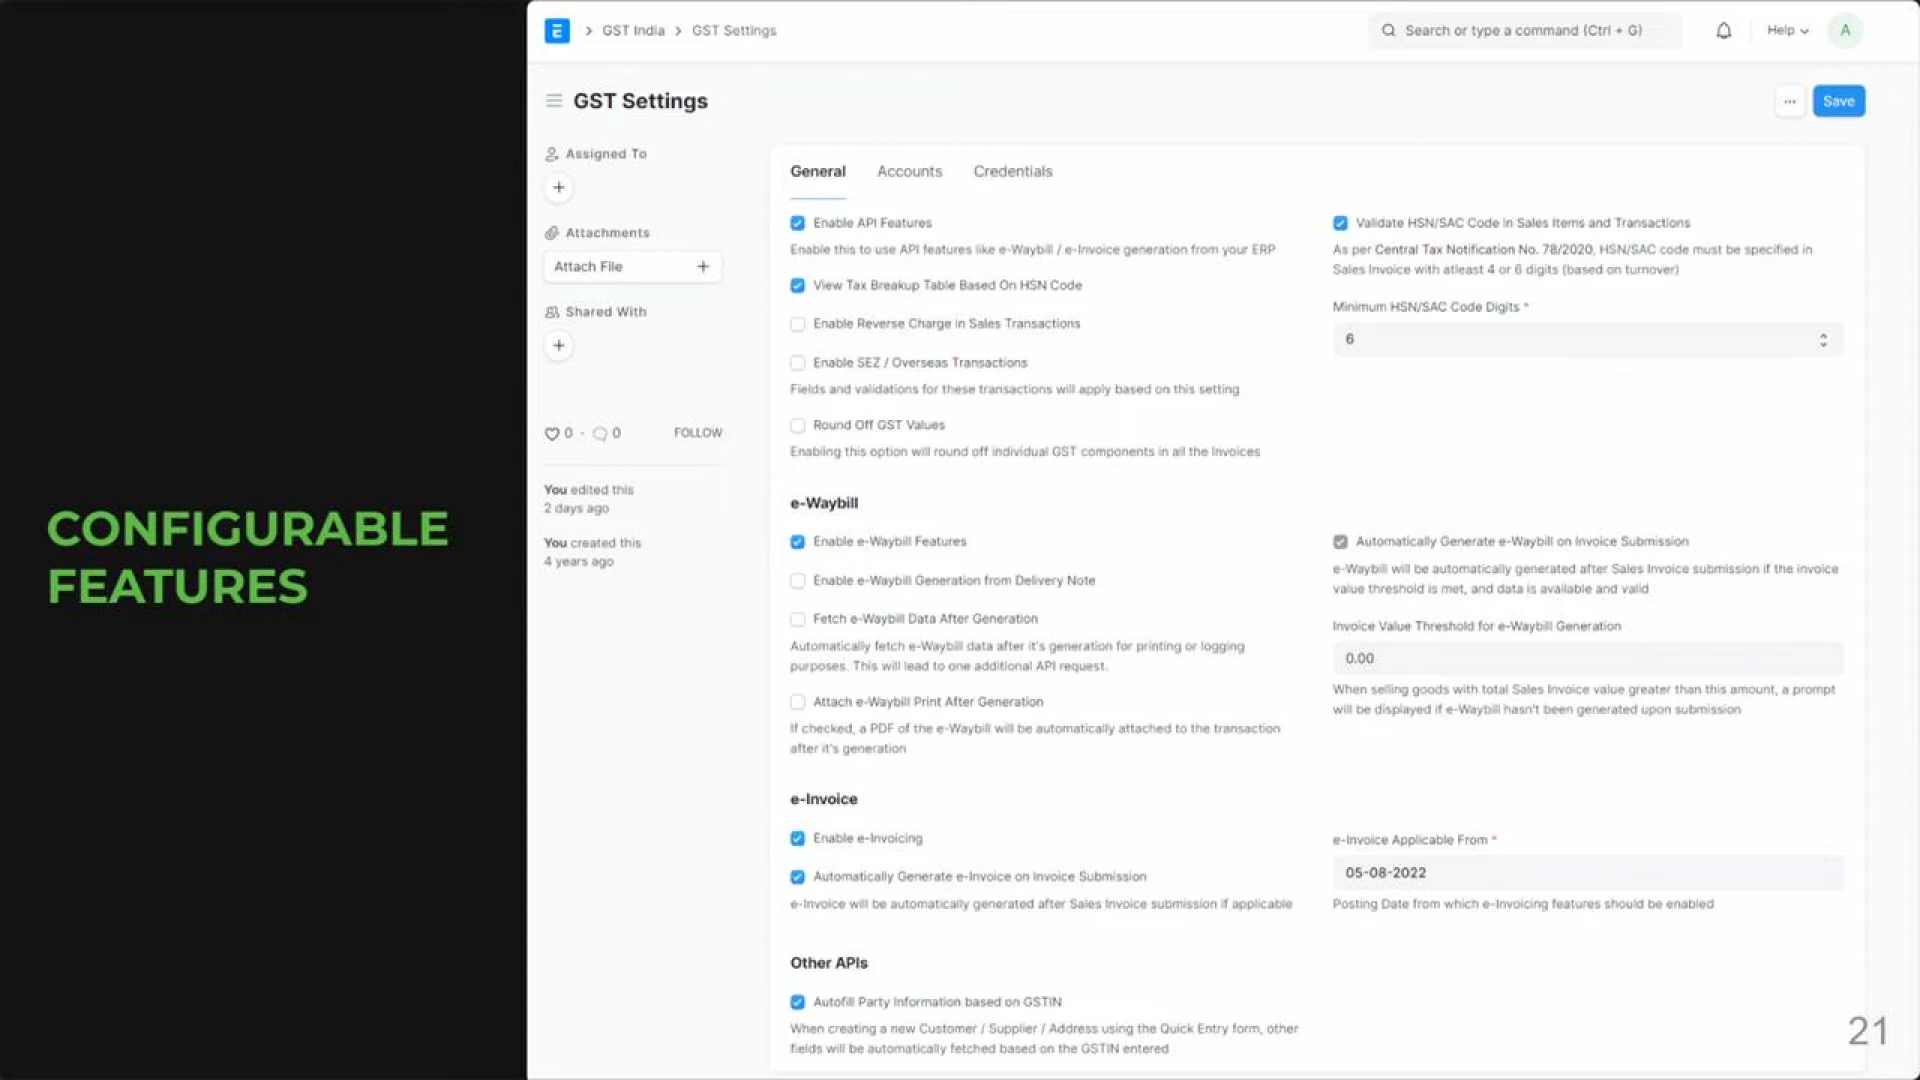 CONFIGURABLE
FEATURES
E
GST India
GST Settings
Search or type a command (Ctrl + G)
Help
A
GST Settings
...
Save
Assigned To
+
Attachments
Attach File +
Shared With
+
0 - 0 FOLLOW
You edited this
2 days ago
You created this
4 years ago
General Accounts Credentials
Enable API Features
Enable this to use API features like e-Waybill / e-Invoice generation from your ERP
View Tax Breakup Table Based On HSN Code
Enable Reverse Charge in Sales Transactions
Enable SEZ / Overseas Transactions
Fields and validations for these transactions will apply based on this setting
Round Off GST Values
Enabling this option will round off individual GST components in all the Invoices
Validate HSN/SAC Code in Sales Items and Transactions
As per Central Tax Notification No. 78/2020, HSN/SAC code must be specified in
Sales Invoice with atleast 4 or 6 digits (based on turnover)
Minimum HSN/SAC Code Digits *
6
e-Waybill
Enable e-Waybill Features
Enable e-Waybill Generation from Delivery Note
Fetch e-Waybill Data After Generation
Automatically fetch e-Waybill data after it's generation for printing or logging
purposes. This will lead to one additional API request.
Attach e-Waybill Print After Generation
If checked, a PDF of the e-Waybill will be automatically attached to the transaction
after it's generation
Automatically Generate e-Waybill on Invoice Submission
e-Waybill will be automatically generated after Sales Invoice submission if the invoice
value threshold is met, and data is available and valid
Invoice Value Threshold for e-Waybill Generation
0.00
When selling goods with total Sales Invoice value greater than this amount, a prompt
will be displayed if e-Waybill hasn't been generated upon submission
e-Invoice
Enable e-Invoicing
Automatically Generate e-Invoice on Invoice Submission
e-Invoice will be automatically generated after Sales Invoice submission if applicable
e-Invoice Applicable From *
05-08-2022
Posting Date from which e-Invoicing features should be enabled
Other APIs
Autofill Party Information based on GSTIN
When creating a new Customer / Supplier / Address using the Quick Entry form, other
fields will be automatically fetched based on the GSTIN entered
21